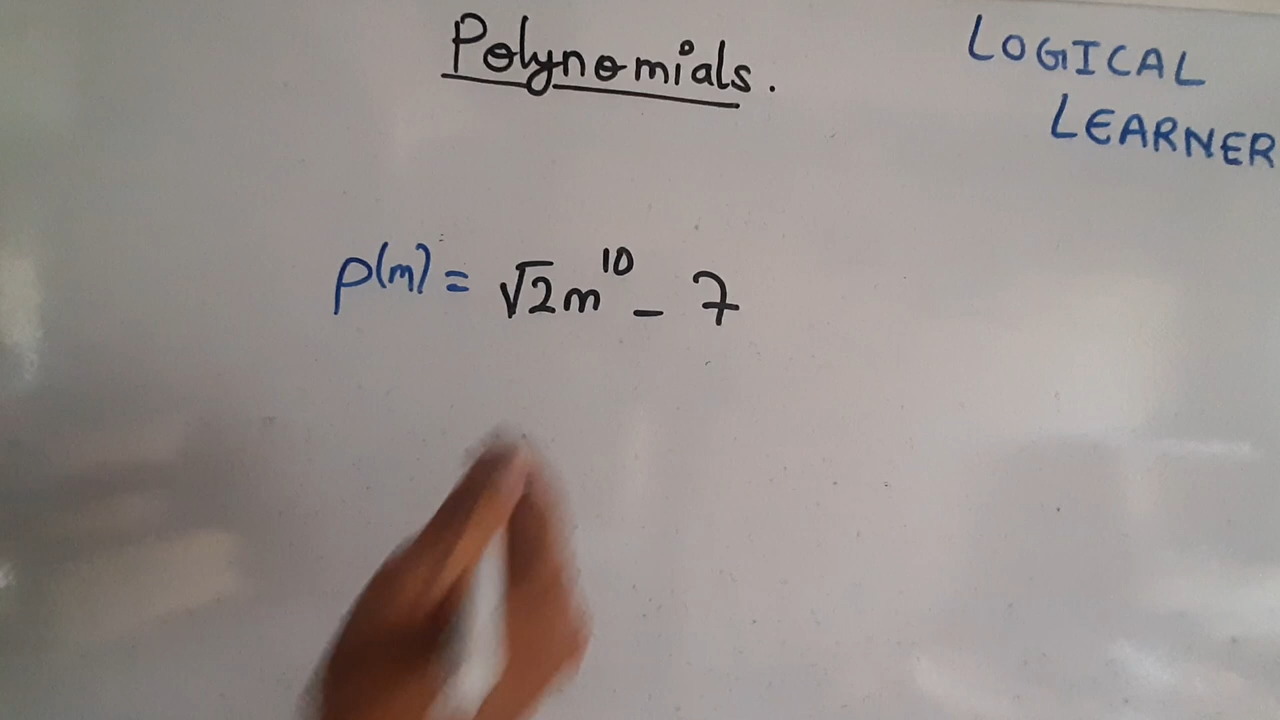 Polynomials.
LOGICAL
LEARNER
p(m) = √2m¹⁰ - 7